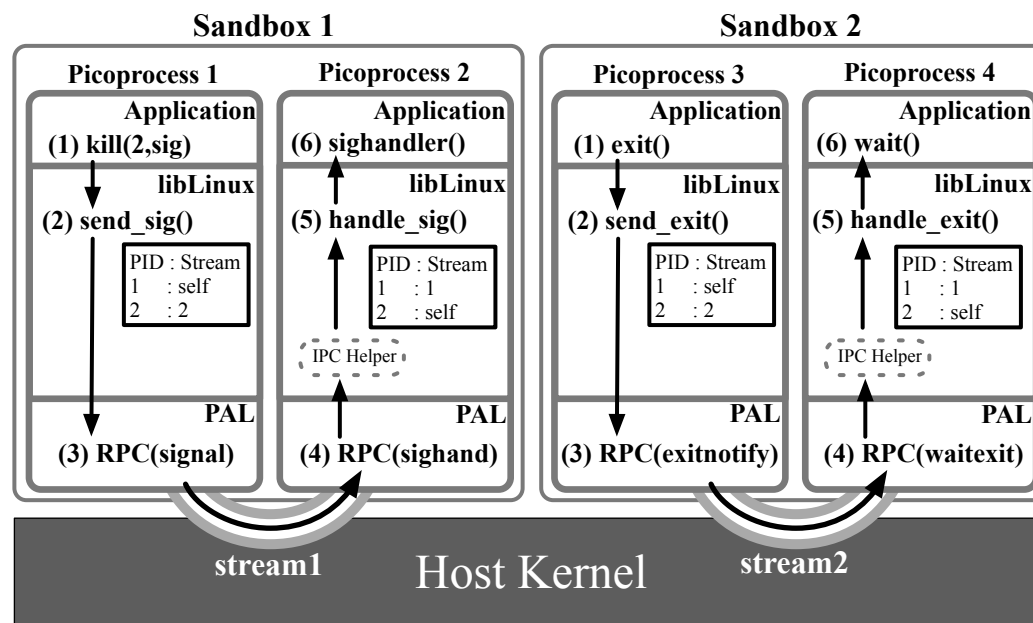 Sandbox 1
Picoprocess 1
Application
(1) kill(2,sig)
libLinux
(2) send_sig()
PID : Stream
1 : self
2 : 2
PAL
(3) RPC(signal)
Picoprocess 2
Application
(6) sighandler()
libLinux
(5) handle_sig()
PID : Stream
1 : 1
2 : self
IPC Helper
PAL
(4) RPC(sighand)
stream1
Sandbox 2
Picoprocess 3
Application
(1) exit()
libLinux
(2) send_exit()
PID : Stream
1 : self
2 : 2
PAL
(3) RPC(exitnotify)
Picoprocess 4
Application
(6) wait()
libLinux
(5) handle_exit()
PID : Stream
1 : 1
2 : self
IPC Helper
PAL
(4) RPC(waitexit)
stream2
Host Kernel